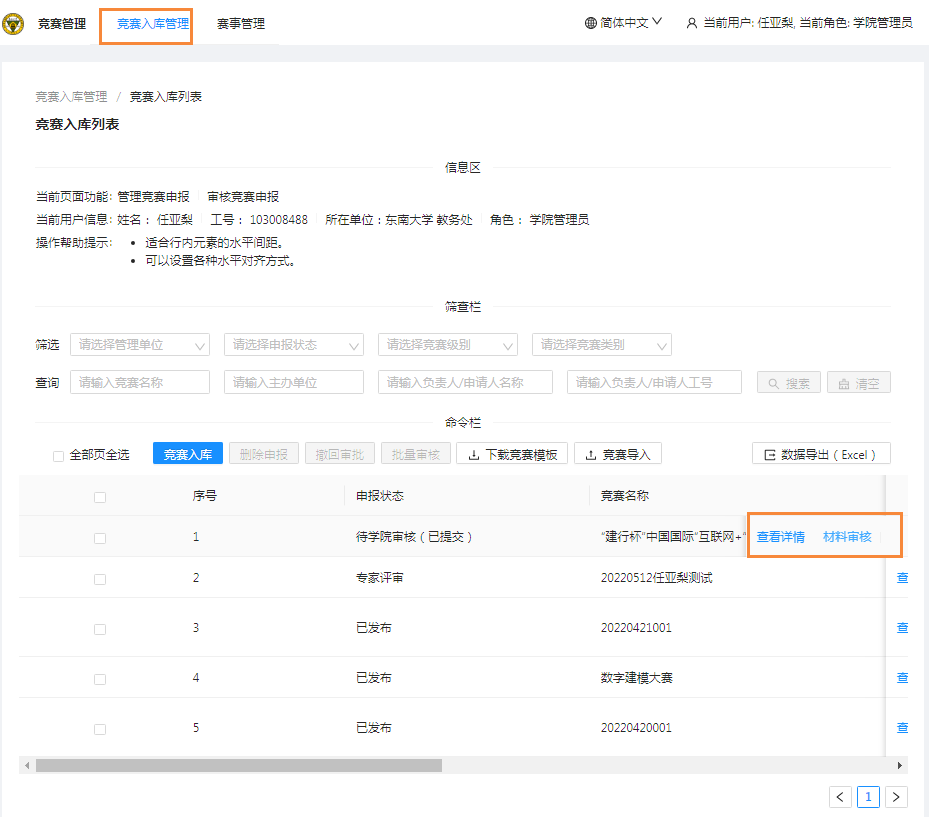 竞赛管理 竞赛入库管理 赛事管理 简体中文 当前用户: 任亚梨, 当前角色: 学院管理员
竞赛入库管理 / 竞赛入库列表
竞赛入库列表
信息区
当前页面功能: 管理竞赛申报 审核竞赛申报
当前用户信息: 姓名： 任亚梨 工号： 103008488 所在单位：东南大学 教务处 角色： 学院管理员
操作帮助提示: • 适合行内元素的水平间距。
• 可以设置各种水平对齐方式。
筛查栏
筛选 请选择管理单位 请选择申报状态 请选择竞赛级别 请选择竞赛类别
查询 请输入竞赛名称 请输入主办单位 请输入负责人/申请人名称 请输入负责人/申请人工号 搜索 清空
命令栏
全部页全选 竞赛入库 删除申报 撤回审批 批量审核 下载竞赛模板 竞赛导入 数据导出（Excel）
序号 申报状态 竞赛名称
1 待学院审核（已提交） "建行杯"中国国际"互联网+" 查看详情 材料审核
2 专家评审 20220512任亚梨测试 查
3 已发布 20220421001 查
4 已发布 数字建模大赛 查
5 已发布 20220420001 查
< 1 >